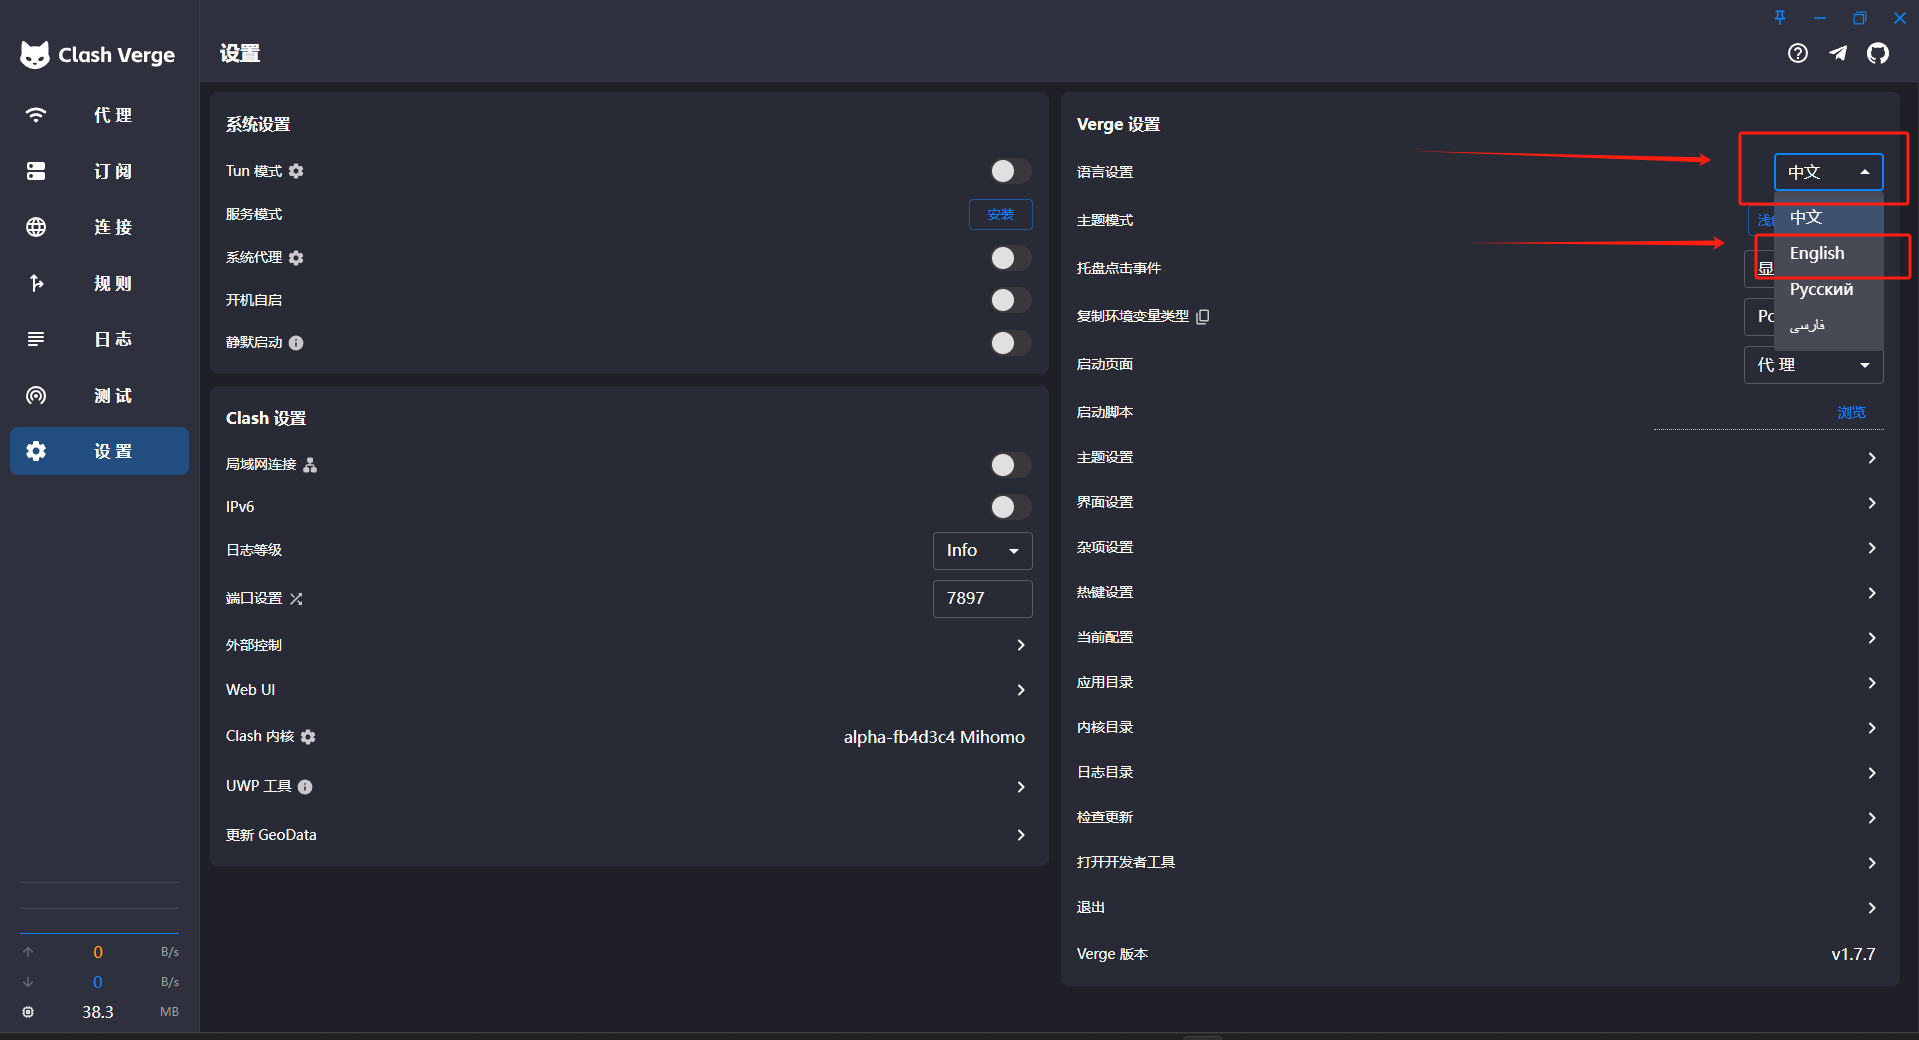 Clash Verge
代 理
订 阅
连 接
规 则
日 志
测 试
设 置
0 B/s
0 B/s
38.3 MB
设置
系统设置
Tun 模式
服务模式 安装
系统代理
开机自启
静默启动
Clash 设置
局域网连接
IPv6
日志等级 Info
端口设置 7897
外部控制
Web UI
Clash 内核 alpha-fb4d3c4 Mihomo
UWP 工具
更新 GeoData
Verge 设置
语言设置 中文
中文
English
Русский
فارسی
主题模式
托盘点击事件 显
复制环境变量类型
启动页面 代 理
启动脚本 浏览
主题设置
界面设置
杂项设置
热键设置
当前配置
应用目录
内核目录
日志目录
检查更新
打开开发者工具
退出
Verge 版本 v1.7.7